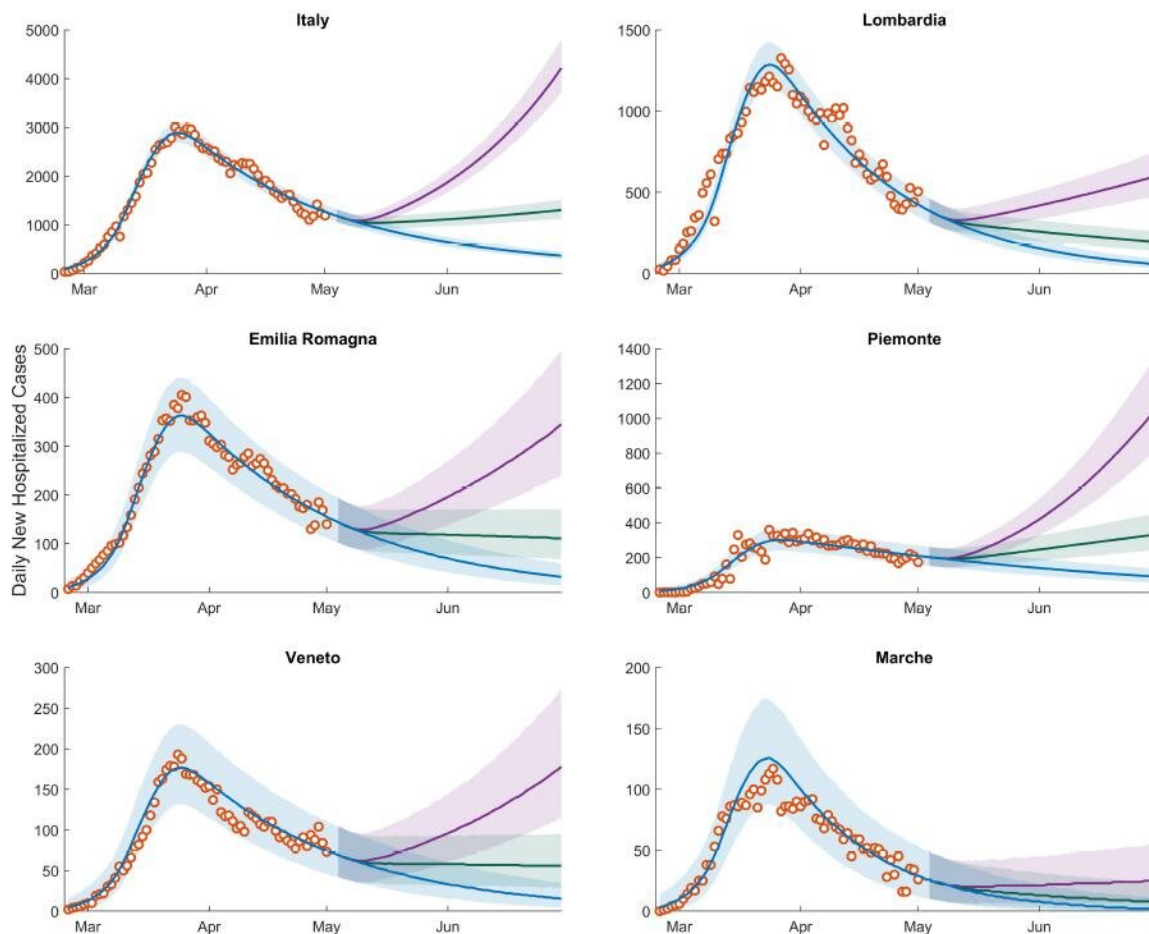 Italy
5000
4000
3000
2000
1000
0
Mar Apr May Jun
Lombardia
1500
1000
500
0
Mar Apr May Jun
Daily New Hospitalized Cases
Emilia Romagna
500
400
300
200
100
0
Mar Apr May Jun
Piemonte
1400
1200
1000
800
600
400
200
0
Mar Apr May Jun
Veneto
300
250
200
150
100
50
0
Mar Apr May Jun
Marche
200
150
100
50
0
Mar Apr May Jun